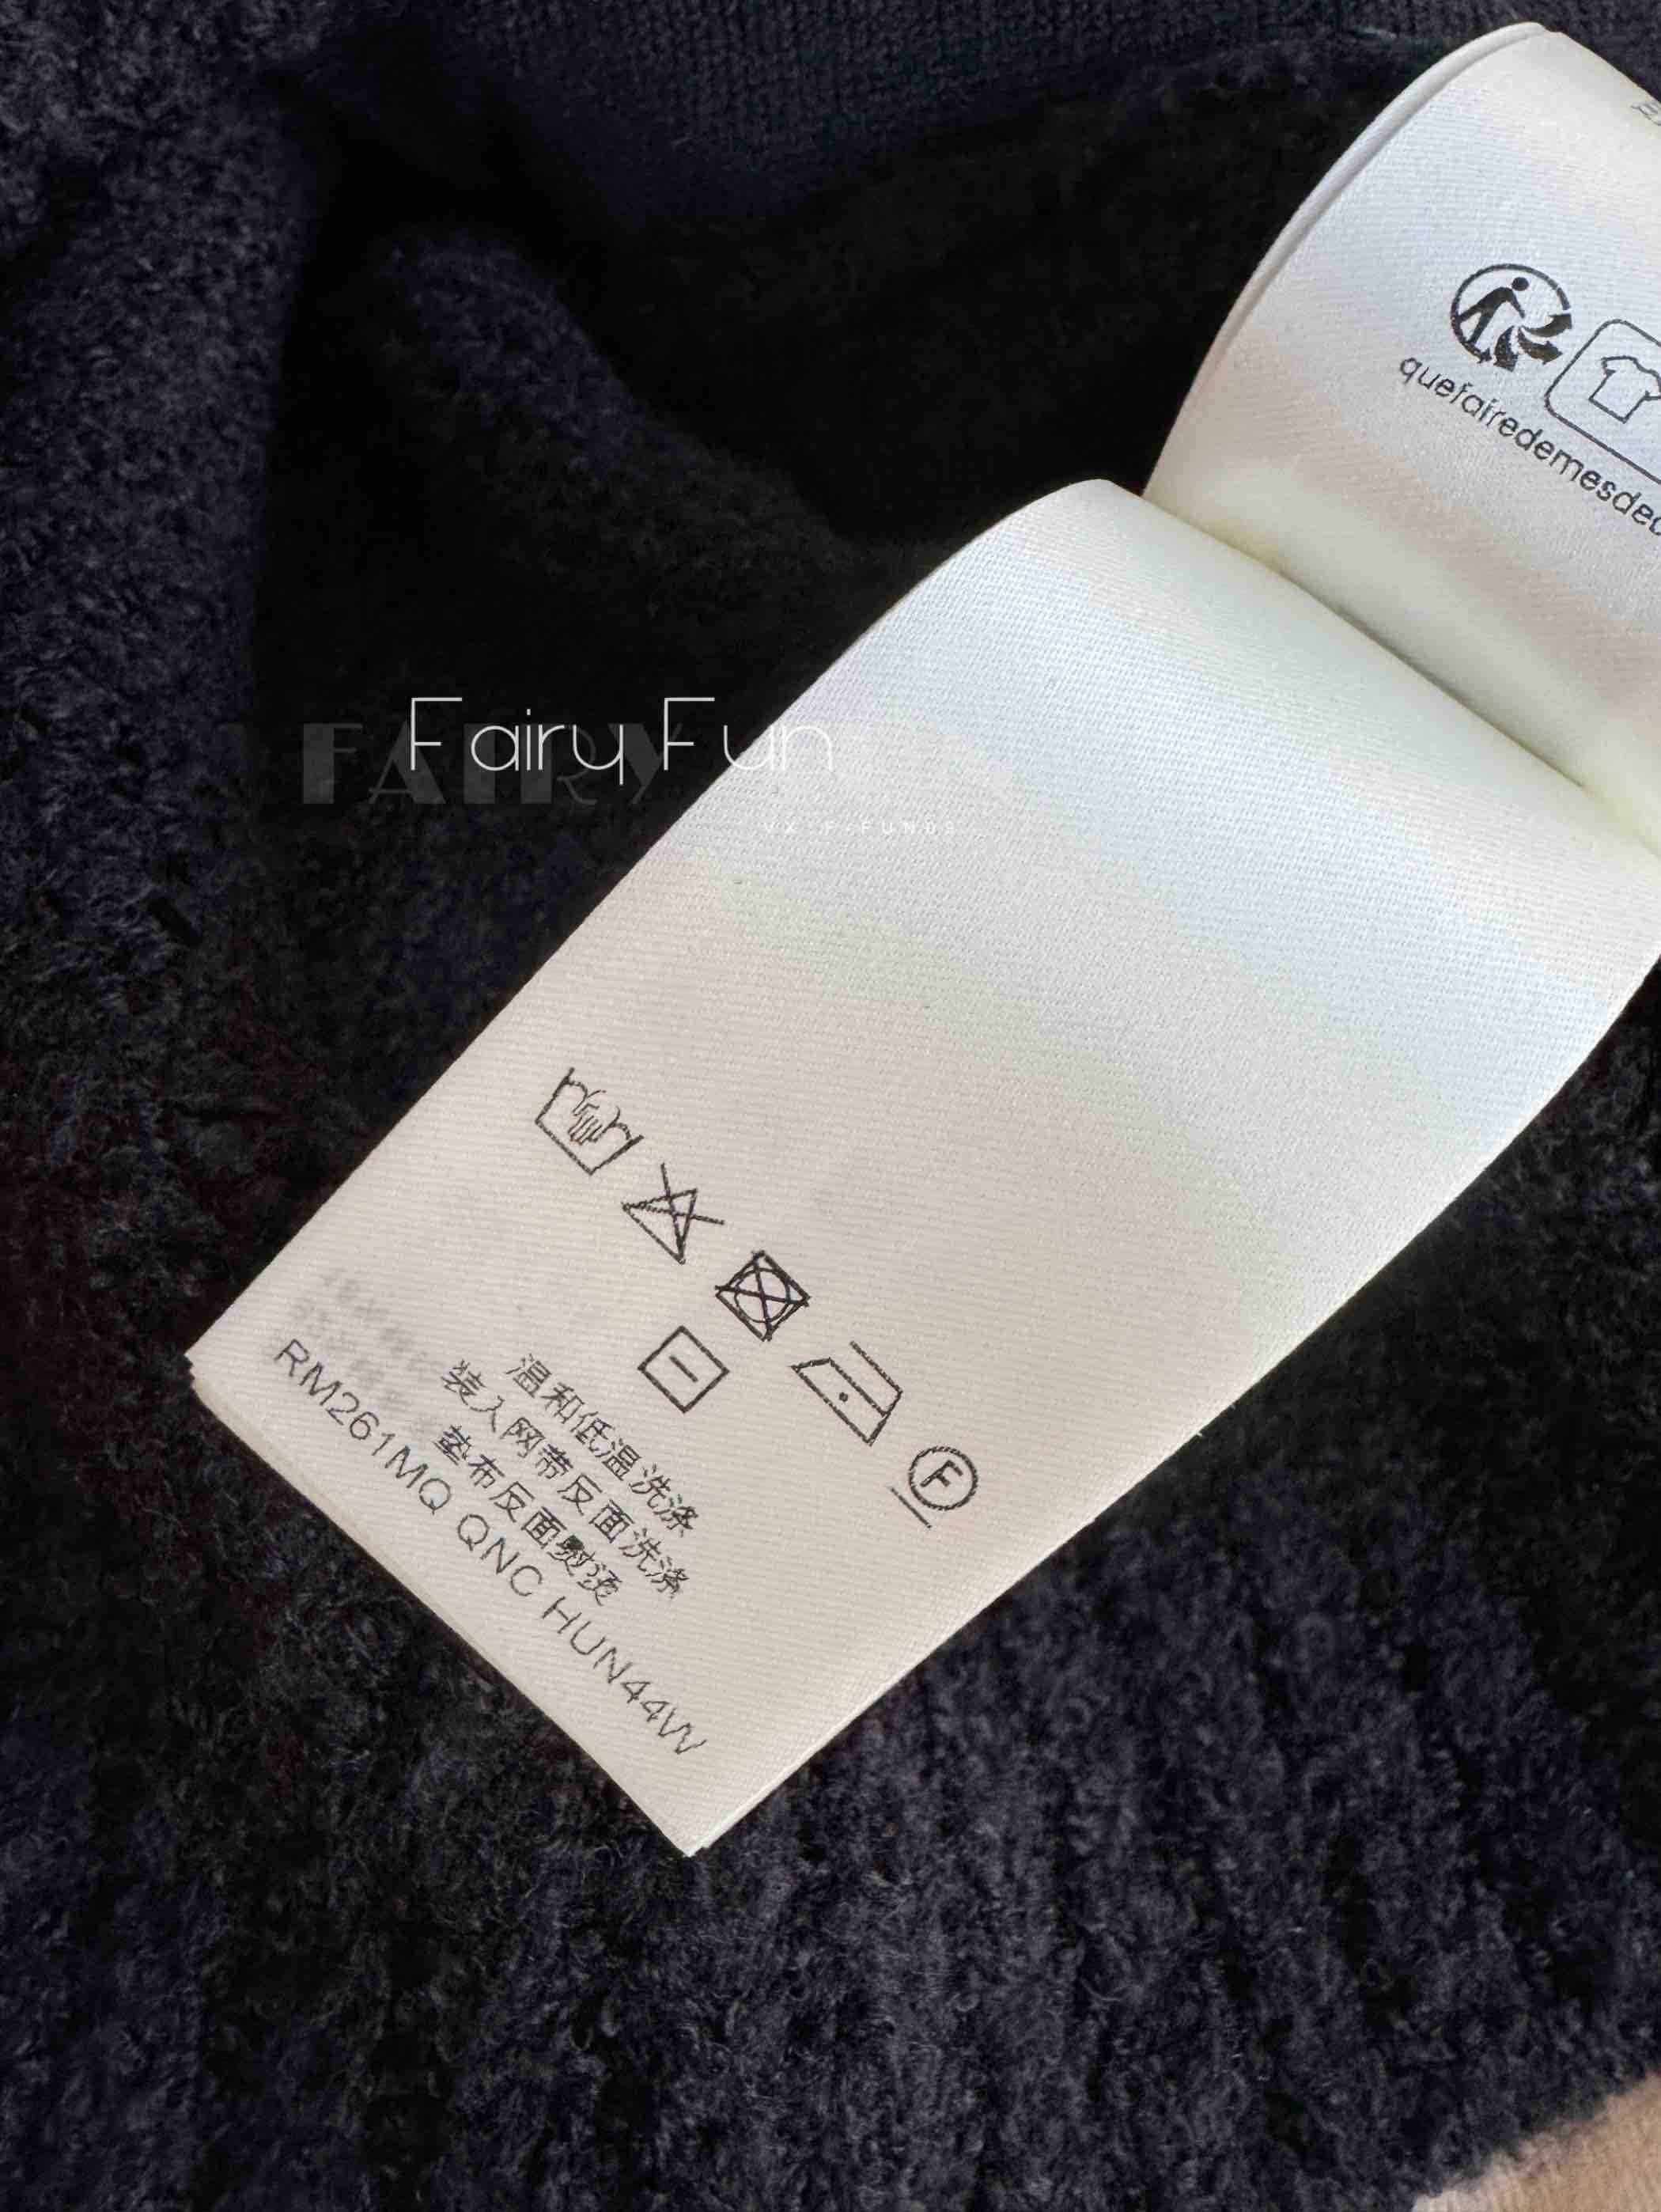 quefairedemesdec
FairyFun
FAIRY
温和低温洗涤
装入网带反面洗涤
垫布反面熨烫
RM261MQ QNC HUN44W
F